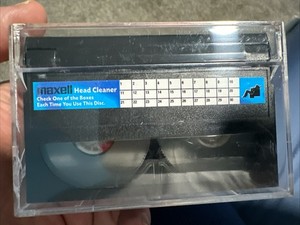 maxell Head Cleaner
Check One of the Boxes
Each Time You Use This Disc.